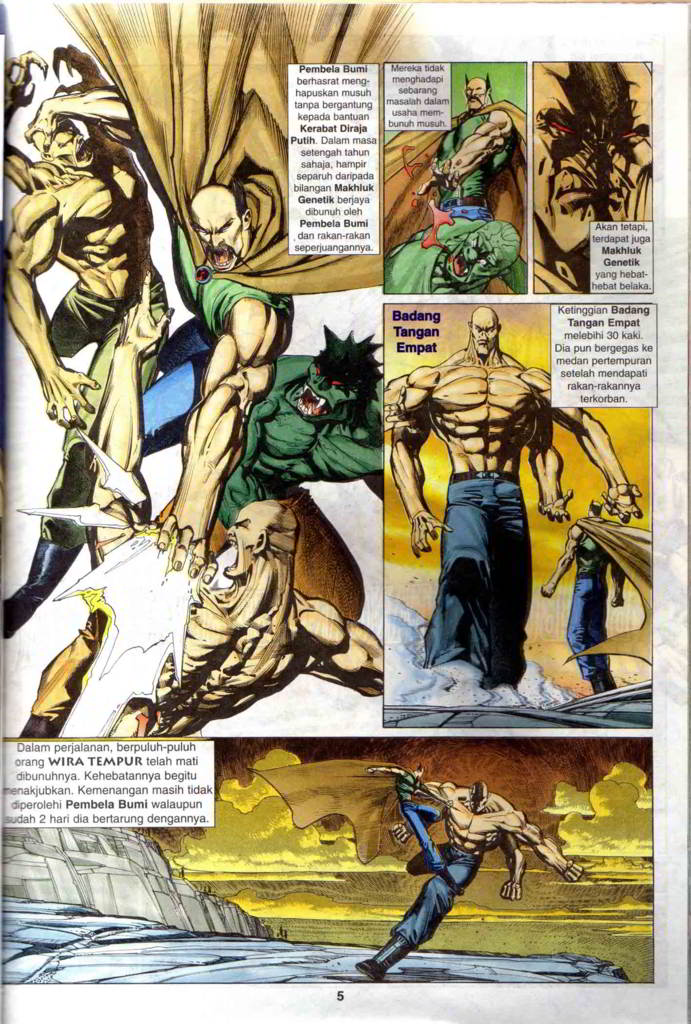 Pembela Bumi
berhasrat meng-
hapuskan musuh
tanpa bergantung
kepada bantuan
Kerabat Diraja
Putih. Dalam masa
setengah tahun
sahaja, hampir
separuh daripada
bilangan Makhluk
Genetik berjaya
dibunuh oleh
Pembela Bumi
dan rakan-rakan
seperjuangannya.
Mereka tidak
menghadapi
sebarang
masalah dalam
usaha mem-
bunuh musuh.
Akan tetapi,
terdapat juga
Makhluk
Genetik
yang hebat-
hebat belaka.
Badang
Tangan
Empat
Ketinggian Badang
Tangan Empat
melebihi 30 kaki.
Dia pun bergegas ke
medan pertempuran
setelah mendapati
rakan-rakannya
terkorban.
Dalam perjalanan, berpuluh-puluh
orang WIRA TEMPUR telah mati
dibunuhnya. Kehebatannya begitu
menakjubkan. Kemenangan masih tidak
diperolehi Pembela Bumi walaupun
sudah 2 hari dia bertarung dengannya.
5